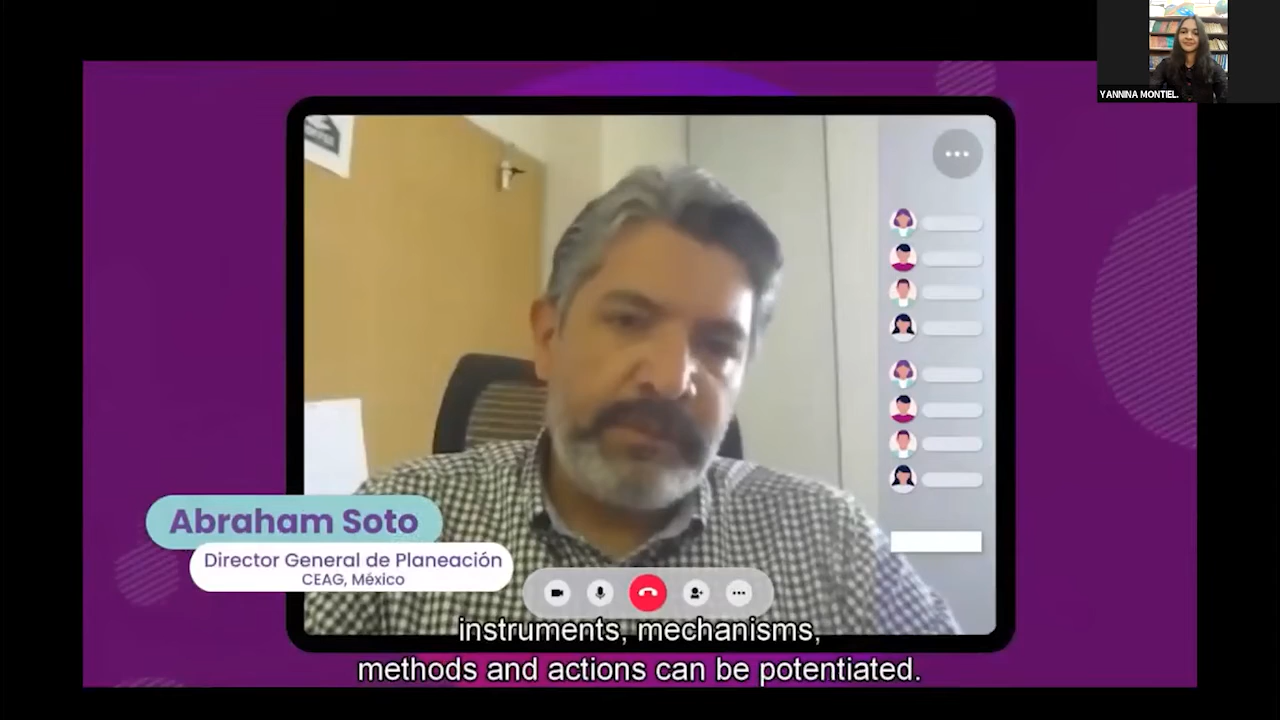 YANNINA MONTIEL
Abraham Soto
Director General de Planeación
CEAG, México
instruments, mechanisms,
methods and actions can be potentiated.